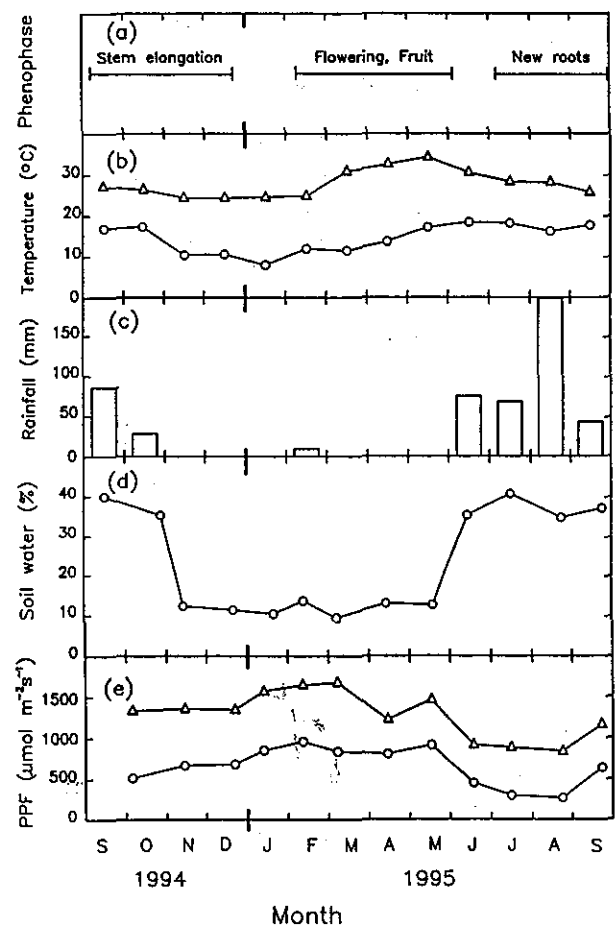 (a)
Phenophase
Stem elongation
Flowering, Fruit
New roots
(b)
Temperature (°C)
30
20
10
0
(c)
Rainfall (mm)
150
100
50
0
(d)
Soil water (%)
40
30
20
10
0
(e)
PPF (μmol m⁻²s⁻¹)
1500
1000
500
0
S O N D J F M A M J J A S
1994 1995
Month